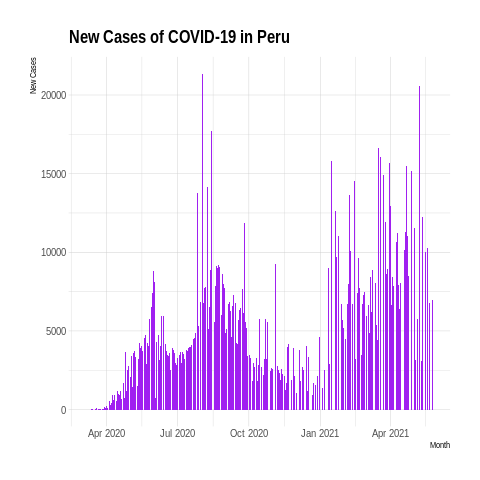 New Cases of COVID-19 in Peru
New Cases
20000
15000
10000
5000
0
Apr 2020 Jul 2020 Oct 2020 Jan 2021 Apr 2021
Month